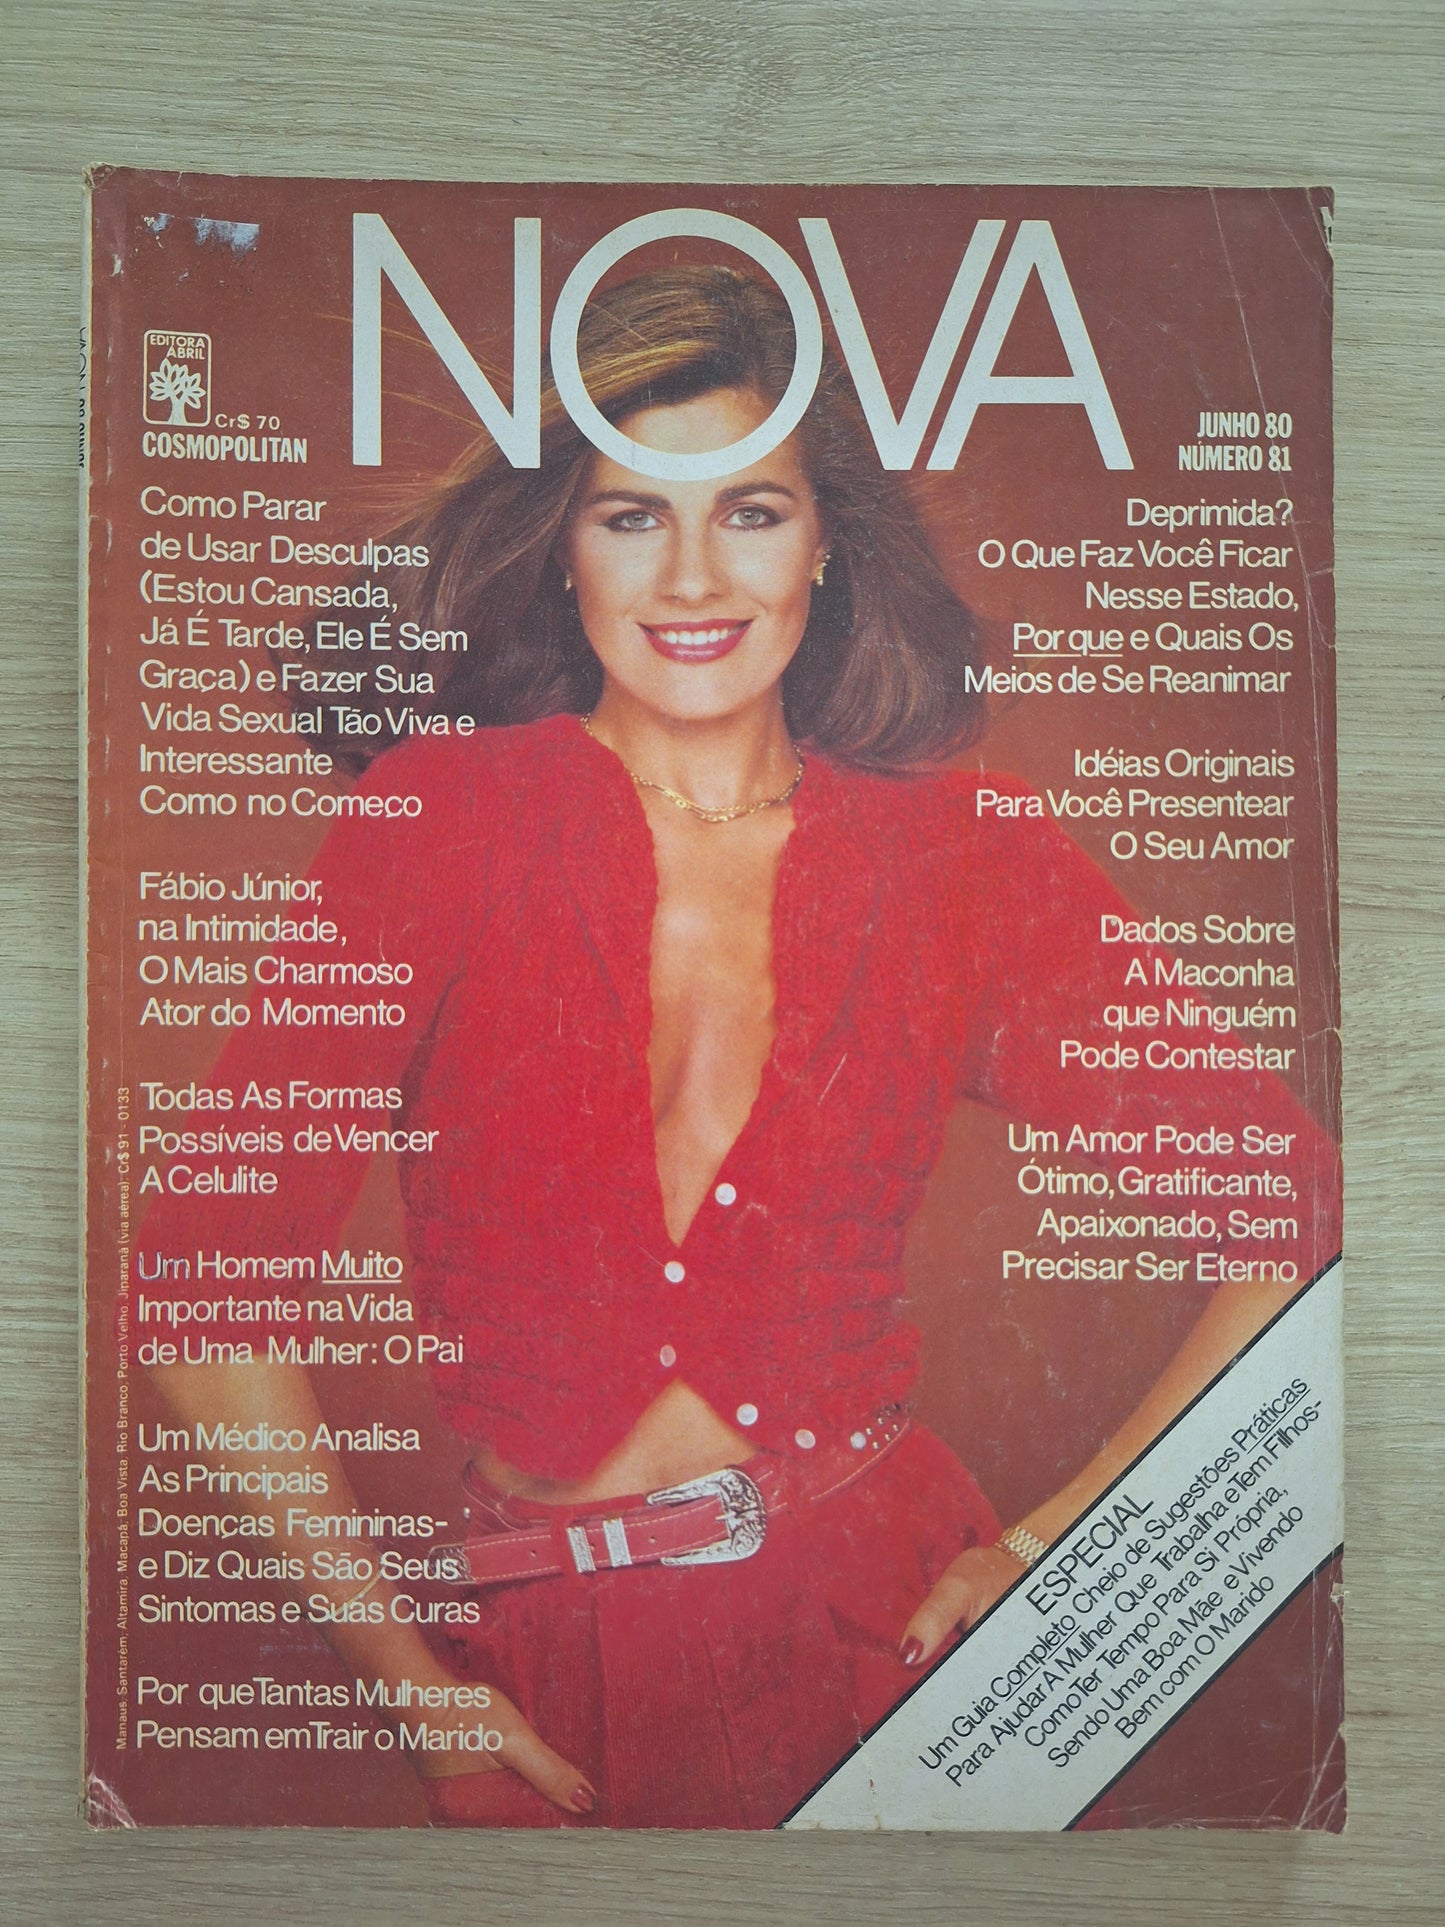 NOVA
EDITORA
ABRIL
Cr$ 70
COSMOPOLITAN
JUNHO 80
NÚMERO 81
Como Parar
de Usar Desculpas
(Estou Cansada,
Já É Tarde, Ele É Sem
Graça) e Fazer Sua
Vida Sexual Tão Viva e
Interessante
Como no Começo
Fábio Júnior,
na Intimidade,
O Mais Charmoso
Ator do Momento
Todas As Formas
Possíveis de Vencer
A Celulite
Um Homem Muito
Importante na Vida
de Uma Mulher: O Pai
Um Médico Analisa
As Principais
Doenças Femininas-
e Diz Quais São Seus
Sintomas e Suas Curas
Por que Tantas Mulheres
Pensam em Trair o Marido
Deprimida?
O Que Faz Você Ficar
Nesse Estado,
Por que e Quais Os
Meios de Se Reanimar
Idéias Originais
Para Você Presentear
O Seu Amor
Dados Sobre
A Maconha
que Ninguém
Pode Contestar
Um Amor Pode Ser
Ótimo, Gratificante,
Apaixonado, Sem
Precisar Ser Eterno
ESPECIAL
Um Guia Completo Cheio de Sugestões Práticas
Para Ajudar A Mulher Que Trabalha e Tem Filhos-
Como Ter Tempo Para Si Própria,
Sendo Uma Boa Mãe e Vivendo
Bem com O Marido
Manaus, Santarém, Altamira, Macapá, Boa Vista, Rio Branco, Porto Velho, Jiparaná (via aérea): Cr$ 91 - 0133